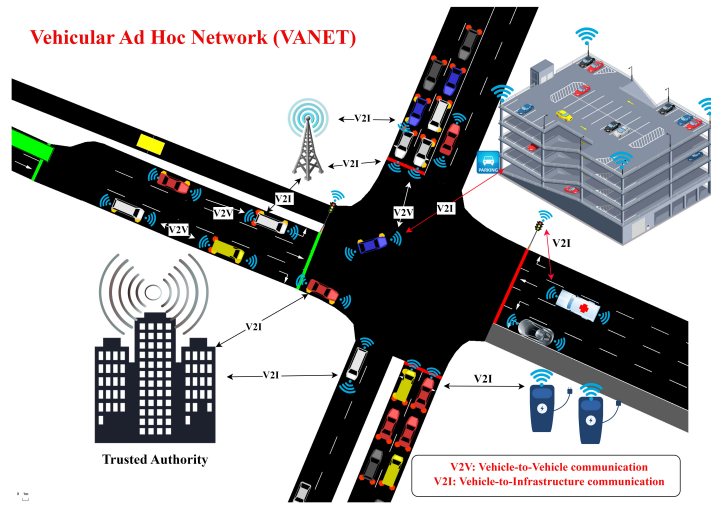 Vehicular Ad Hoc Network (VANET)
V2I
V2I
V2I
V2V
V2V
V2V
V2I
PARKING
V2I
V2I
V2I
V2I
Trusted Authority
V2V: Vehicle-to-Vehicle communication
V2I: Vehicle-to-Infrastructure communication